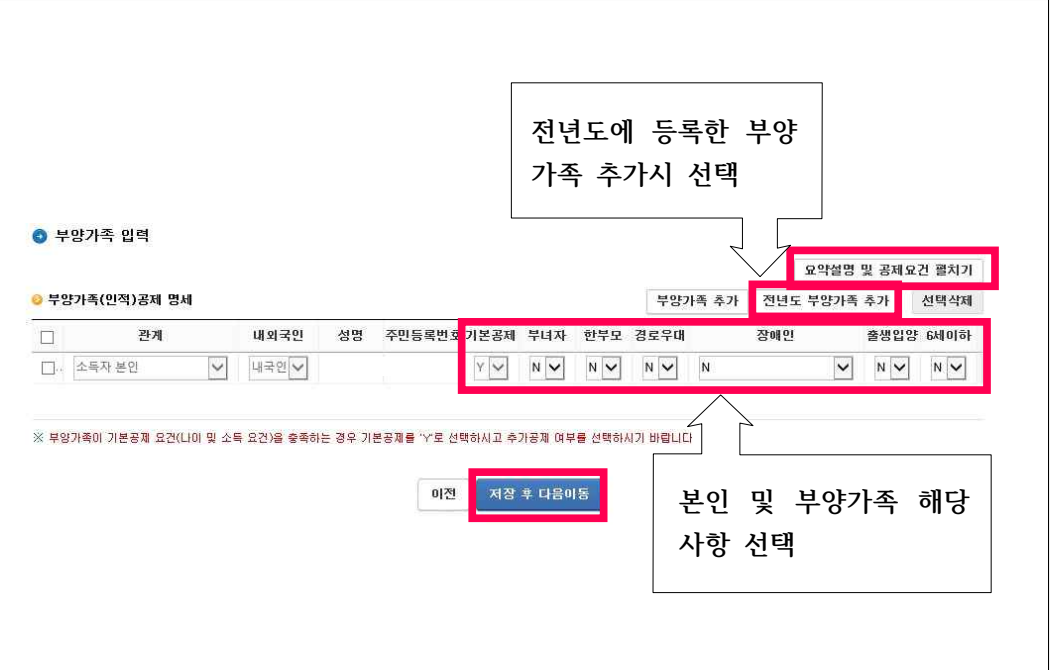 전년도에 등록한 부양
가족 추가시 선택
부양가족 입력
요약설명 및 공제요건 펼치기
부양가족(인적)공제 명세
부양가족 추가 전년도 부양가족 추가 선택삭제
관계 내외국인 성명 주민등록번호 기본공제 부녀자 한부모 경로우대 장애인 출생입양 6세이하
소득자 본인 내국인 Y N N N N N N
※ 부양가족이 기본공제 요건(나이 및 소득 요건)을 충족하는 경우 기본공제를 'Y'로 선택하시고 추가공제 여부를 선택하시기 바랍니다
이전 저장 후 다음이동
본인 및 부양가족 해당
사항 선택